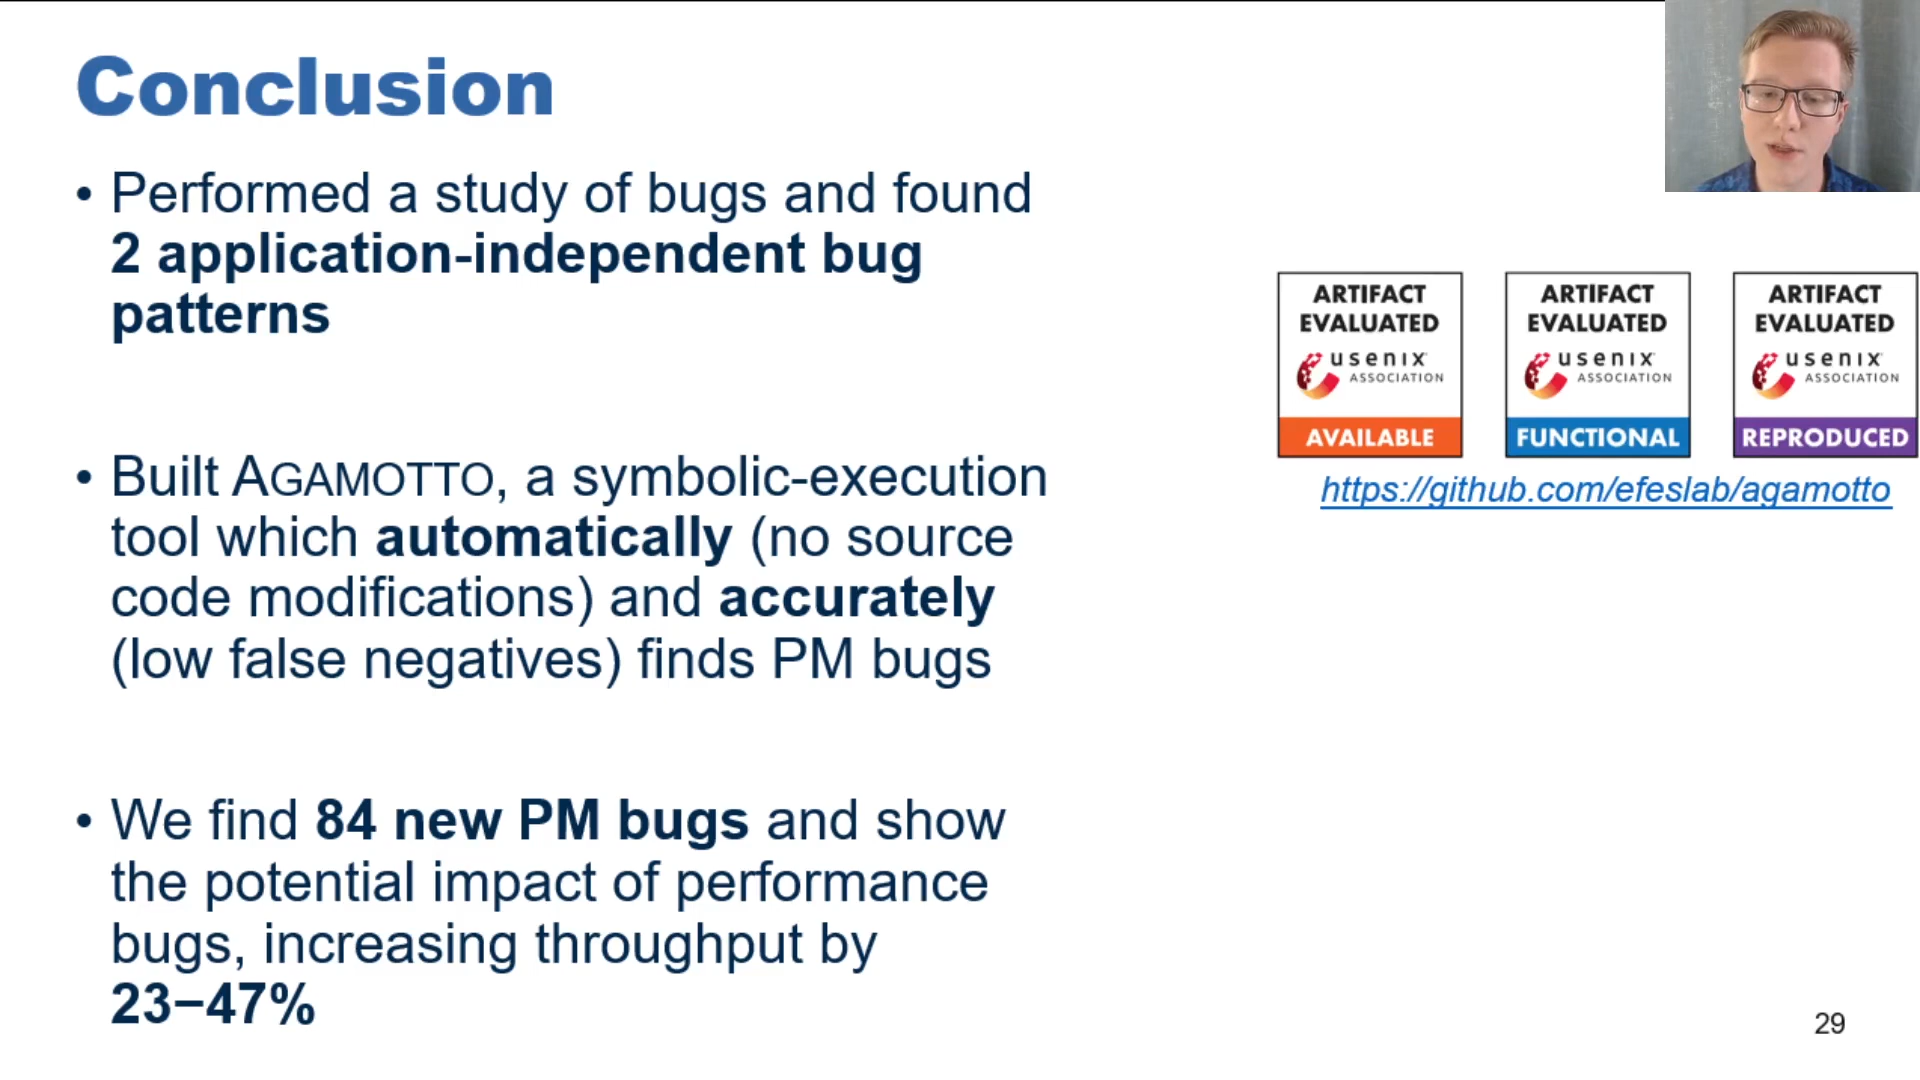 Conclusion
• Performed a study of bugs and found
2 application-independent bug
patterns
• Built AGAMOTTO, a symbolic-execution
tool which automatically (no source
code modifications) and accurately
(low false negatives) finds PM bugs
• We find 84 new PM bugs and show
the potential impact of performance
bugs, increasing throughput by
23–47%
ARTIFACT
EVALUATED
usenix
ASSOCIATION
AVAILABLE
ARTIFACT
EVALUATED
usenix
ASSOCIATION
FUNCTIONAL
ARTIFACT
EVALUATED
usenix
ASSOCIATION
REPRODUCED
https://github.com/efeslab/agamotto
29